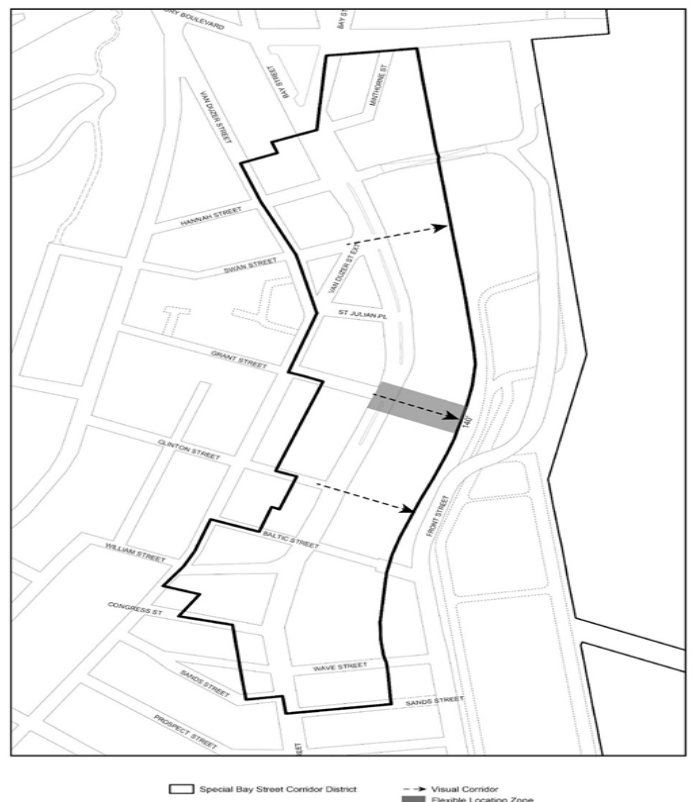 ORY BOULEVARD
BAY ST
BAY STREET
MINTHORNE ST
VAN DUZER STREET
HANNAH STREET
SWAN STREET
VAN DUZER ST EXT
ST JULIAN PL
GRANT STREET
140'
CLINTON STREET
FRONT STREET
BALTIC STREET
WILLIAM STREET
CONGRESS ST
WAVE STREET
SANDS STREET
SANDS STREET
PROSPECT STREET
REET
Special Bay Street Corridor District
Visual Corridor
Flexible Location Zone